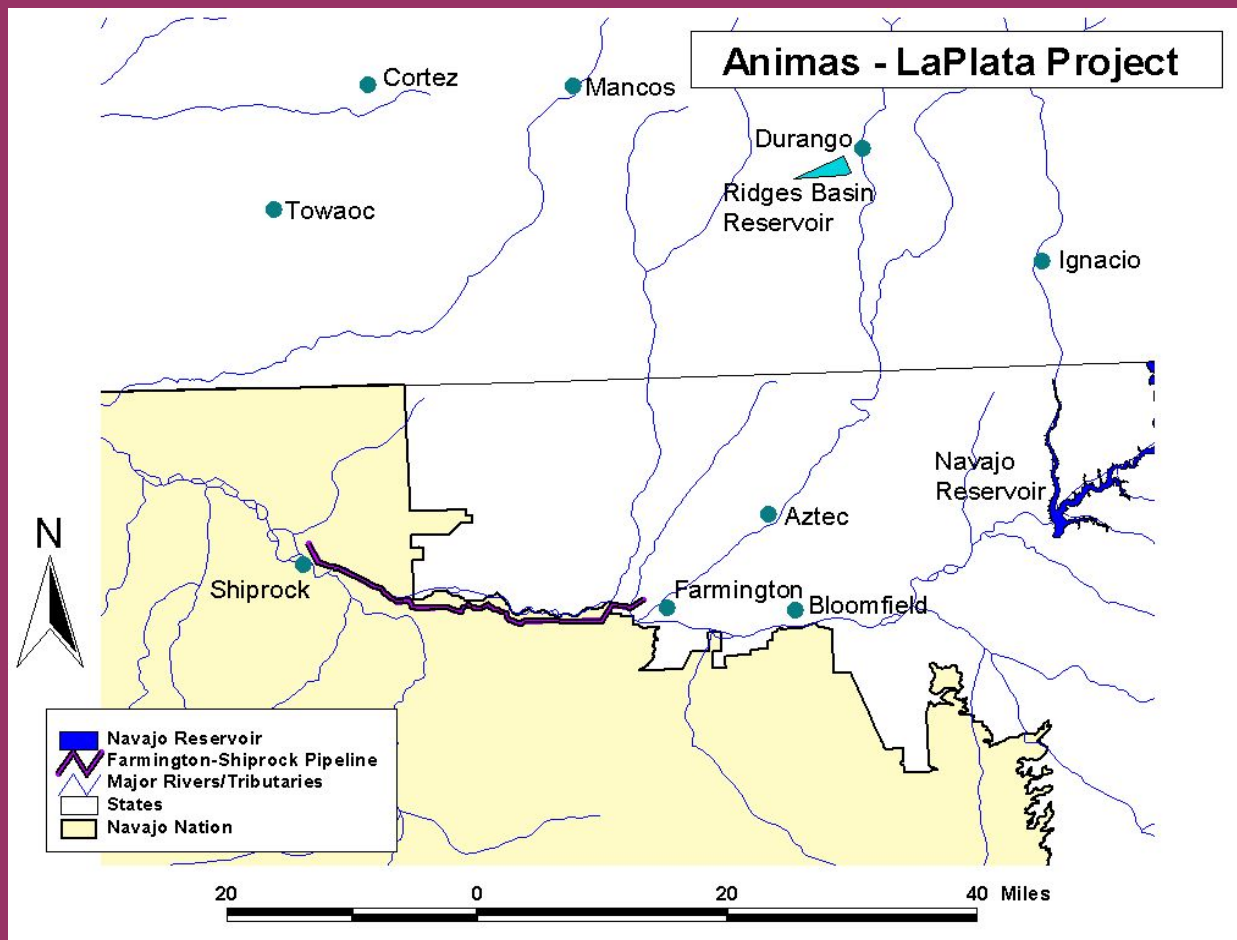 Animas - LaPlata Project
Cortez
Mancos
Durango
Ridges Basin
Reservoir
Towaoc
Ignacio
Navajo
Reservoir
Aztec
N
Shiprock
Farmington
Bloomfield
Navajo Reservoir
Farmington-Shiprock Pipeline
Major Rivers/Tributaries
States
Navajo Nation
20 0 20 40 Miles